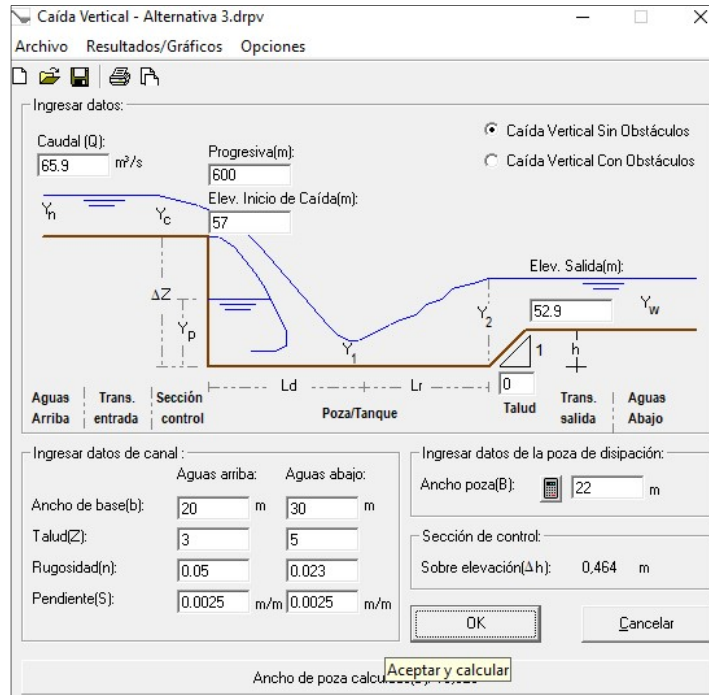 Caída Vertical - Alternativa 3.drpv
Archivo Resultados/Gráficos Opciones
Ingresar datos:
Caudal (Q):
65.9 m³/s
Progresiva(m):
600
Elev. Inicio de Caída(m):
57
Caída Vertical Sin Obstáculos
Caída Vertical Con Obstáculos
Yn Yc
ΔZ
Yp
Y1
Y2
Elev. Salida(m):
52.9
Yw
1 h
0
Ld Lr
Aguas Arriba
Trans. entrada
Sección control
Poza/Tanque
Talud
Trans. salida
Aguas Abajo
Ingresar datos de canal :
Aguas arriba: Aguas abajo:
Ancho de base(b): 20 m 30 m
Talud(Z): 3 5
Rugosidad(n): 0.05 0.023
Pendiente(S): 0.0025 m/m 0.0025 m/m
Ingresar datos de la poza de disipación:
Ancho poza(B): 22 m
Sección de control:
Sobre elevación(Δh): 0,464 m
OK Cancelar
Aceptar y calcular
Ancho de poza